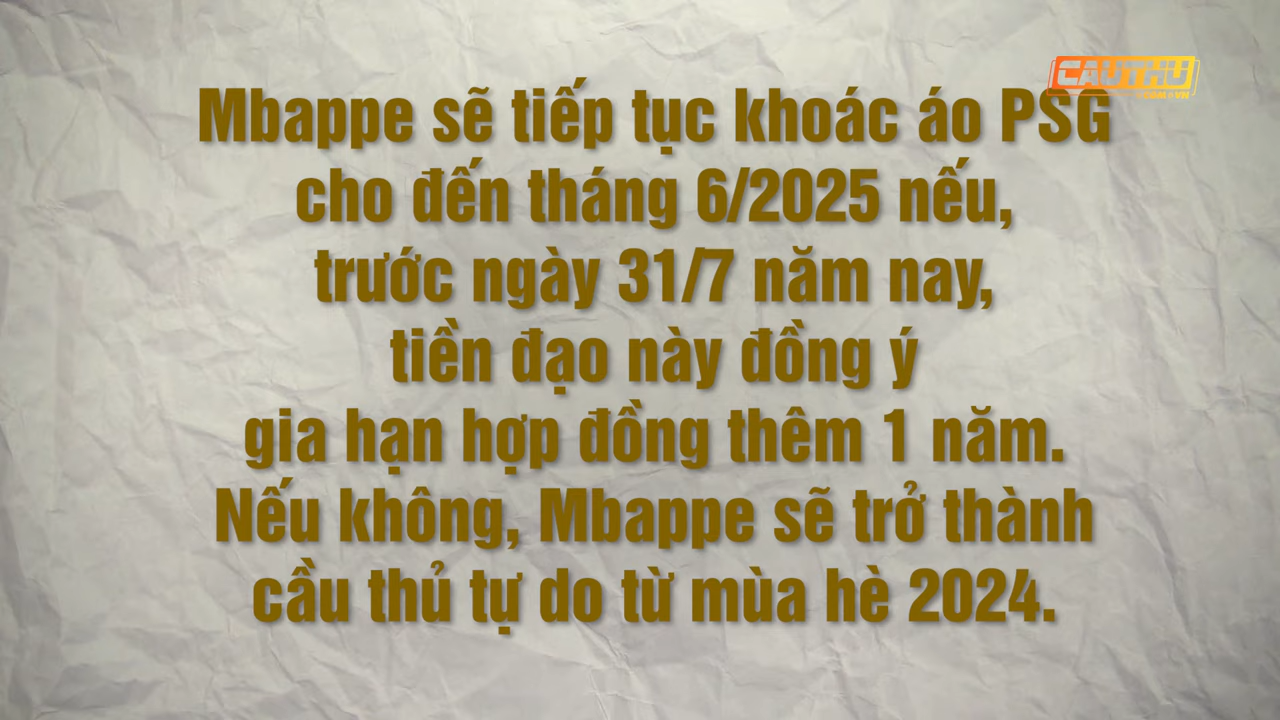 CAUTHU
Mbappe sẽ tiếp tục khoác áo PSG
cho đến tháng 6/2025 nếu,
trước ngày 31/7 năm nay,
tiền đạo này đồng ý
gia hạn hợp đồng thêm 1 năm.
Nếu không, Mbappe sẽ trở thành
cầu thủ tự do từ mùa hè 2024.